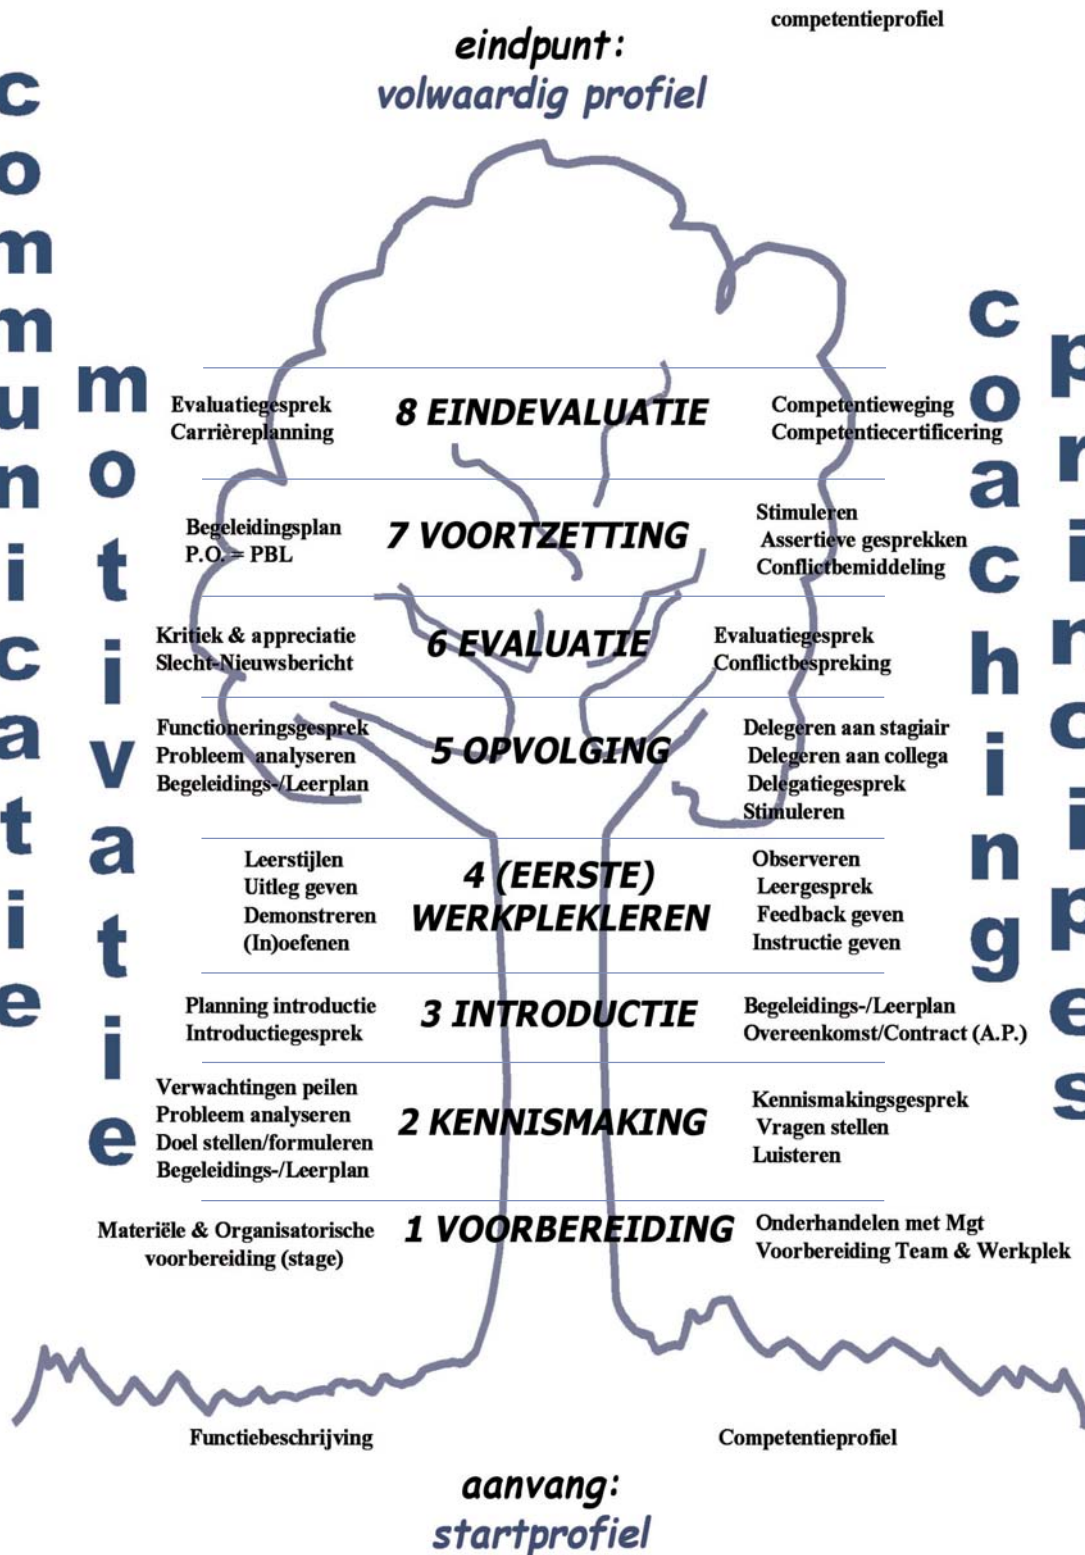 competentieprofiel
eindpunt:
volwaardig profiel
communicatie
motivatie
coaching
principes
Evaluatiegesprek
Carrièreplanning
8 EINDEVALUATIE
Competentieweging
Competentiecertificering
Begeleidingsplan
P.O. = PBL
7 VOORTZETTING
Stimuleren
Assertieve gesprekken
Conflictbemiddeling
Kritiek & appreciatie
Slecht-Nieuwsbericht
6 EVALUATIE
Evaluatiegesprek
Conflictbespreking
Functioneringsgesprek
Probleem analyseren
Begeleidings-/Leerplan
5 OPVOLGING
Delegeren aan stagiair
Delegeren aan collega
Delegatiegesprek
Stimuleren
Leerstijlen
Uitleg geven
Demonstreren
(In)oefenen
4 (EERSTE)
WERKPLEKLEREN
Observeren
Leergesprek
Feedback geven
Instructie geven
Planning introductie
Introductiegesprek
3 INTRODUCTIE
Begeleidings-/Leerplan
Overeenkomst/Contract (A.P.)
Verwachtingen peilen
Probleem analyseren
Doel stellen/formuleren
Begeleidings-/Leerplan
2 KENNISMAKING
Kennismakingsgesprek
Vragen stellen
Luisteren
Materiële & Organisatorische
voorbereiding (stage)
1 VOORBEREIDING
Onderhandelen met Mgt
Voorbereiding Team & Werkplek
Functiebeschrijving
Competentieprofiel
aanvang:
startprofiel